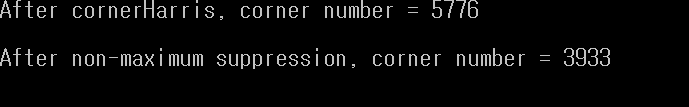 After cornerHarris, corner number = 5776
After non-maximum suppression, corner number = 3933